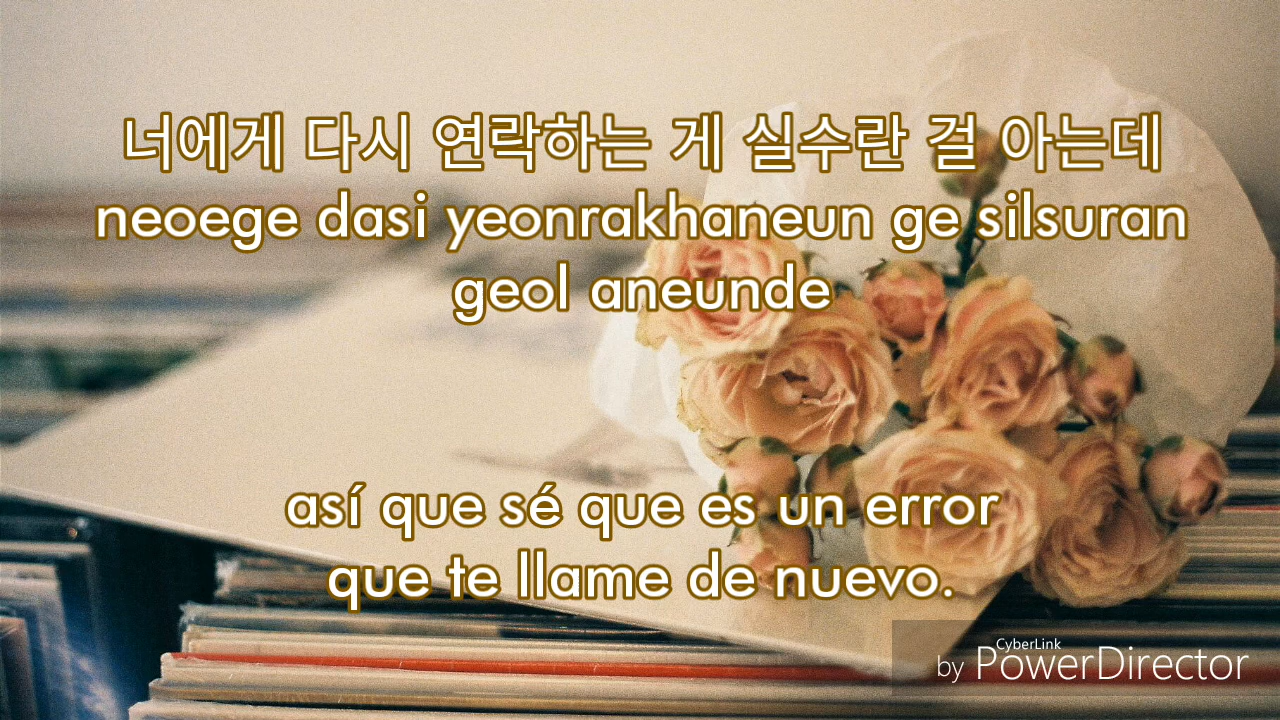 너에게 다시 연락하는 게 실수란 걸 아는데
neoege dasi yeonrakhaneun ge silsuran
geol aneunde
así que sé que es un error
que te llame de nuevo.
CyberLink
by PowerDirector